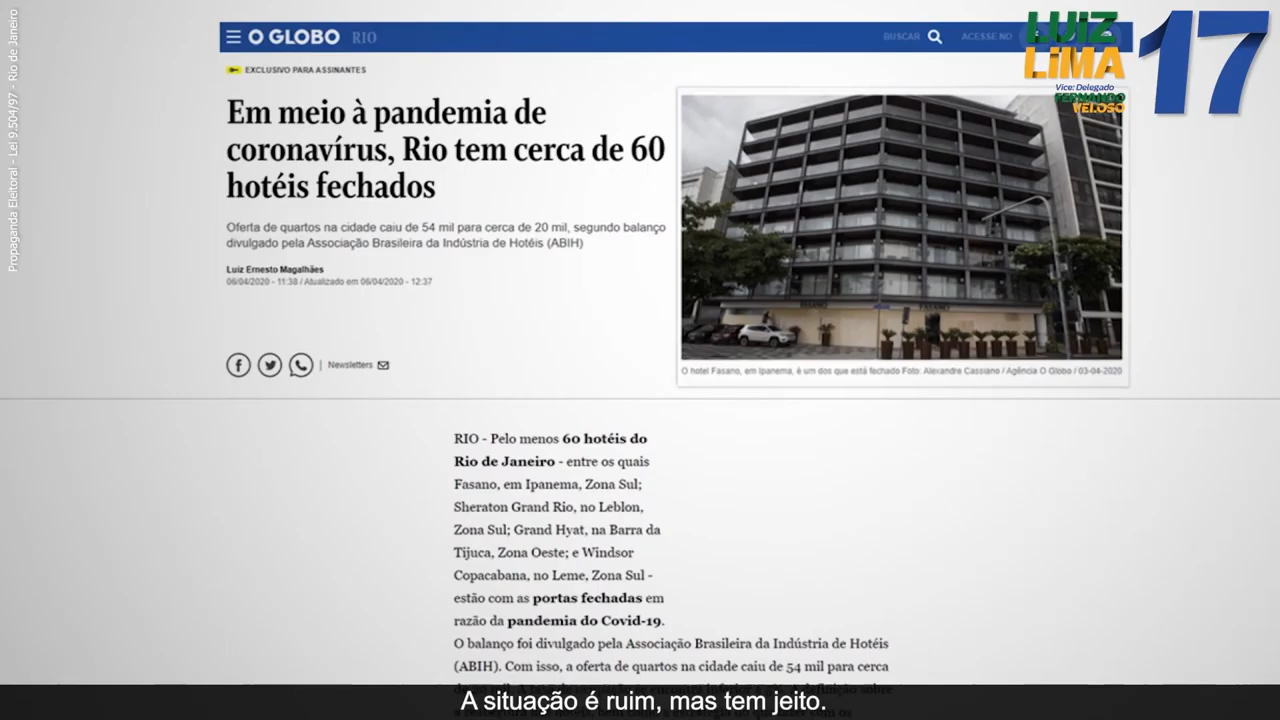 Propaganda Eleitoral - Lei 9.504/97 - Rio de Janeiro
O GLOBO RIO
BUSCAR
ACESSE NO
LUIZ
LIMA
17
Vice: Delegado
FERNANDO
VELOSO
EXCLUSIVO PARA ASSINANTES
Em meio à pandemia de
coronavírus, Rio tem cerca de 60
hotéis fechados
Oferta de quartos na cidade caiu de 54 mil para cerca de 20 mil, segundo balanço
divulgado pela Associação Brasileira da Indústria de Hotéis (ABIH)
Luiz Ernesto Magalhães
06/04/2020 - 11:38 / Atualizado em 06/04/2020 - 12:37
Newsletters
FASANO
O hotel Fasano, em Ipanema, é um dos que está fechado Foto: Alexandre Cassiano / Agência O Globo / 03-04-2020
RIO - Pelo menos 60 hotéis do
Rio de Janeiro - entre os quais
Fasano, em Ipanema, Zona Sul;
Sheraton Grand Rio, no Leblon,
Zona Sul; Grand Hyat, na Barra da
Tijuca, Zona Oeste; e Windsor
Copacabana, no Leme, Zona Sul -
estão com as portas fechadas em
razão da pandemia do Covid-19.
O balanço foi divulgado pela Associação Brasileira da Indústria de Hotéis
(ABIH). Com isso, a oferta de quartos na cidade caiu de 54 mil para cerca
A situação é ruim, mas tem jeito.